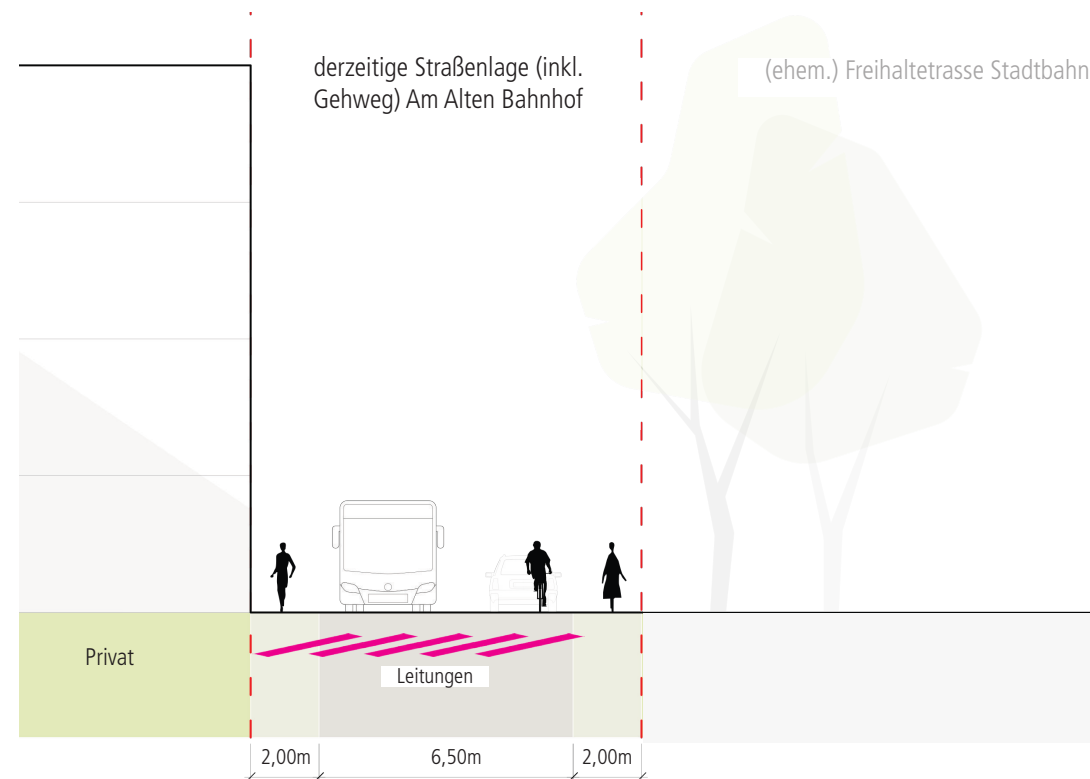 derzeitige Straßenlage (inkl.
Gehweg) Am Alten Bahnhof
(ehem.) Freihaltetrasse Stadtbahn
Privat
Leitungen
2,00m
6,50m
2,00m